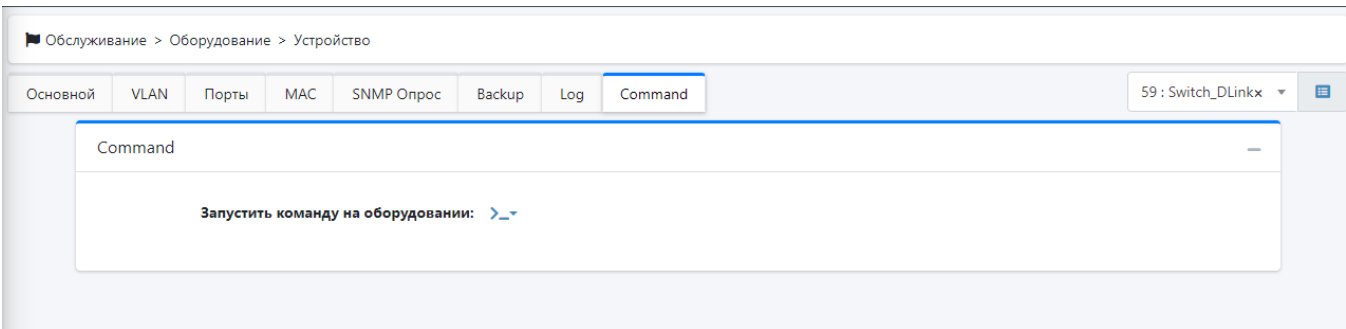 Обслуживание > Оборудование > Устройство
Основной VLAN Порты MAC SNMP Опрос Backup Log Command 59 : Switch_DLink×
Command
Запустить команду на оборудовании: >_